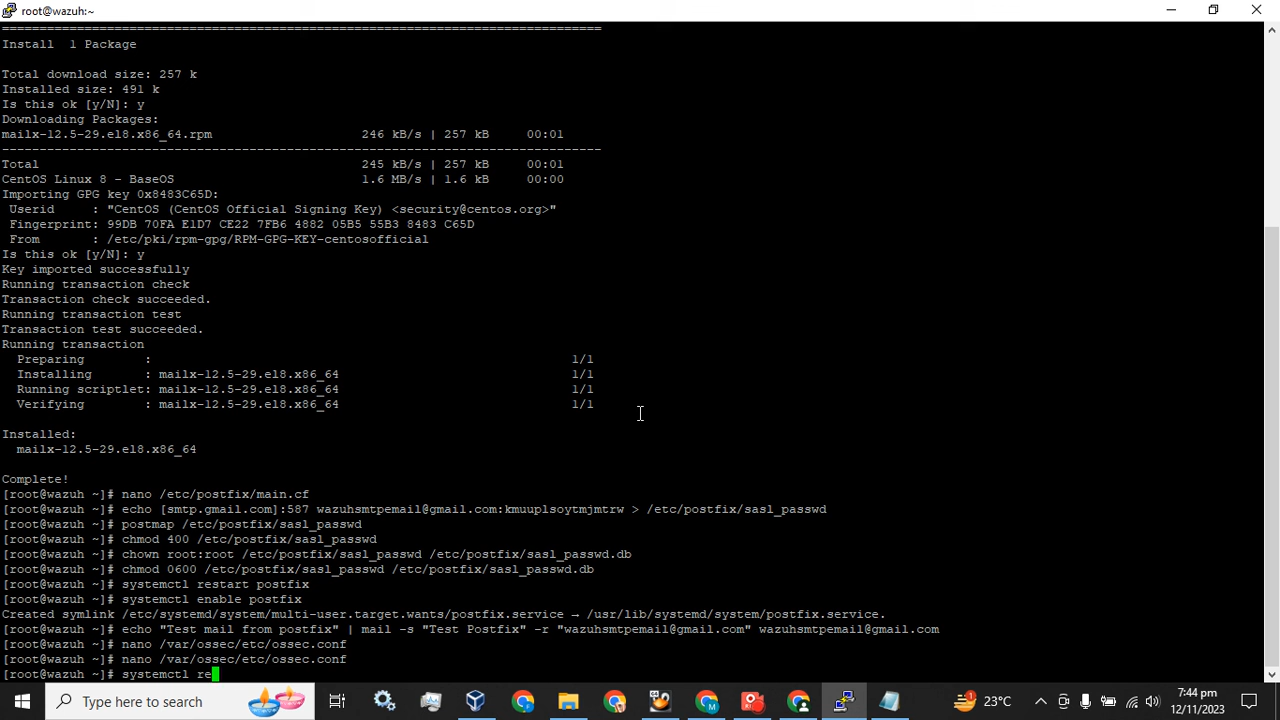 root@wazuh:~
================================================================================
Install  1 Package
Total download size: 257 k
Installed size: 491 k
Is this ok [y/N]: y
Downloading Packages:
mailx-12.5-29.el8.x86_64.rpm                    246 kB/s | 257 kB     00:01
--------------------------------------------------------------------------------
Total                                           245 kB/s | 257 kB     00:01
CentOS Linux 8 - BaseOS                         1.6 MB/s | 1.6 kB     00:00
Importing GPG key 0x8483C65D:
 Userid     : "CentOS (CentOS Official Signing Key) <security@centos.org>"
 Fingerprint: 99DB 70FA E1D7 CE22 7FB6 4882 05B5 55B3 8483 C65D
 From       : /etc/pki/rpm-gpg/RPM-GPG-KEY-centosofficial
Is this ok [y/N]: y
Key imported successfully
Running transaction check
Transaction check succeeded.
Running transaction test
Transaction test succeeded.
Running transaction
  Preparing        :                                                        1/1
  Installing       : mailx-12.5-29.el8.x86_64                               1/1
  Running scriptlet: mailx-12.5-29.el8.x86_64                               1/1
  Verifying        : mailx-12.5-29.el8.x86_64                               1/1
Installed:
  mailx-12.5-29.el8.x86_64
Complete!
[root@wazuh ~]# nano /etc/postfix/main.cf
[root@wazuh ~]# echo [smtp.gmail.com]:587 wazuhsmtpemail@gmail.com:kmuuplsoytmjmtrw > /etc/postfix/sasl_passwd
[root@wazuh ~]# postmap /etc/postfix/sasl_passwd
[root@wazuh ~]# chmod 400 /etc/postfix/sasl_passwd
[root@wazuh ~]# chown root:root /etc/postfix/sasl_passwd /etc/postfix/sasl_passwd.db
[root@wazuh ~]# chmod 0600 /etc/postfix/sasl_passwd /etc/postfix/sasl_passwd.db
[root@wazuh ~]# systemctl restart postfix
[root@wazuh ~]# systemctl enable postfix
Created symlink /etc/systemd/system/multi-user.target.wants/postfix.service → /usr/lib/systemd/system/postfix.service.
[root@wazuh ~]# echo "Test mail from postfix" | mail -s "Test Postfix" -r "wazuhsmtpemail@gmail.com" wazuhsmtpemail@gmail.com
[root@wazuh ~]# nano /var/ossec/etc/ossec.conf
[root@wazuh ~]# nano /var/ossec/etc/ossec.conf
[root@wazuh ~]# systemctl re
Type here to search
23°C
7:44 pm
12/11/2023